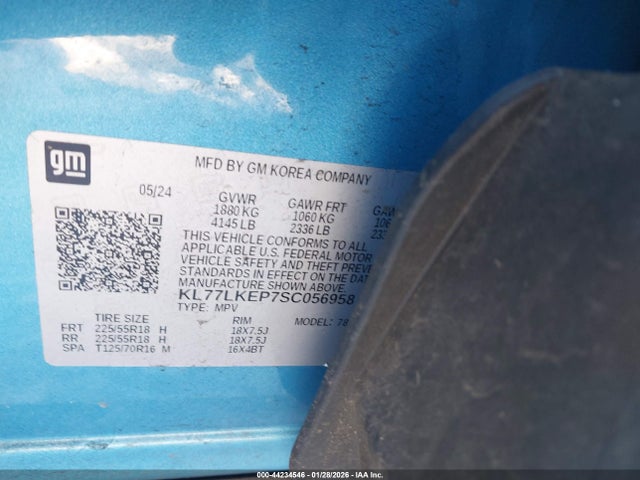 gm
MFD BY GM KOREA COMPANY
05/24 GVWR GAWR FRT
1880 KG 1060 KG
4145 LB 2336 LB
THIS VEHICLE CONFORMS TO ALL
APPLICABLE U.S. FEDERAL MOTOR
VEHICLE SAFETY AND THEFT
STANDARDS IN EFFECT ON THE
MANUFACTURE SHOWN ABOVE.
KL77LKEP7SC056958
TYPE: MPV MODEL: 78
TIRE SIZE RIM
FRT 225/55R18 H 18X7.5J
RR 225/55R18 H 18X7.5J
SPA T125/70R16 M 16X4BT
000-44234546 | 01/28/2026 | IAA Inc.